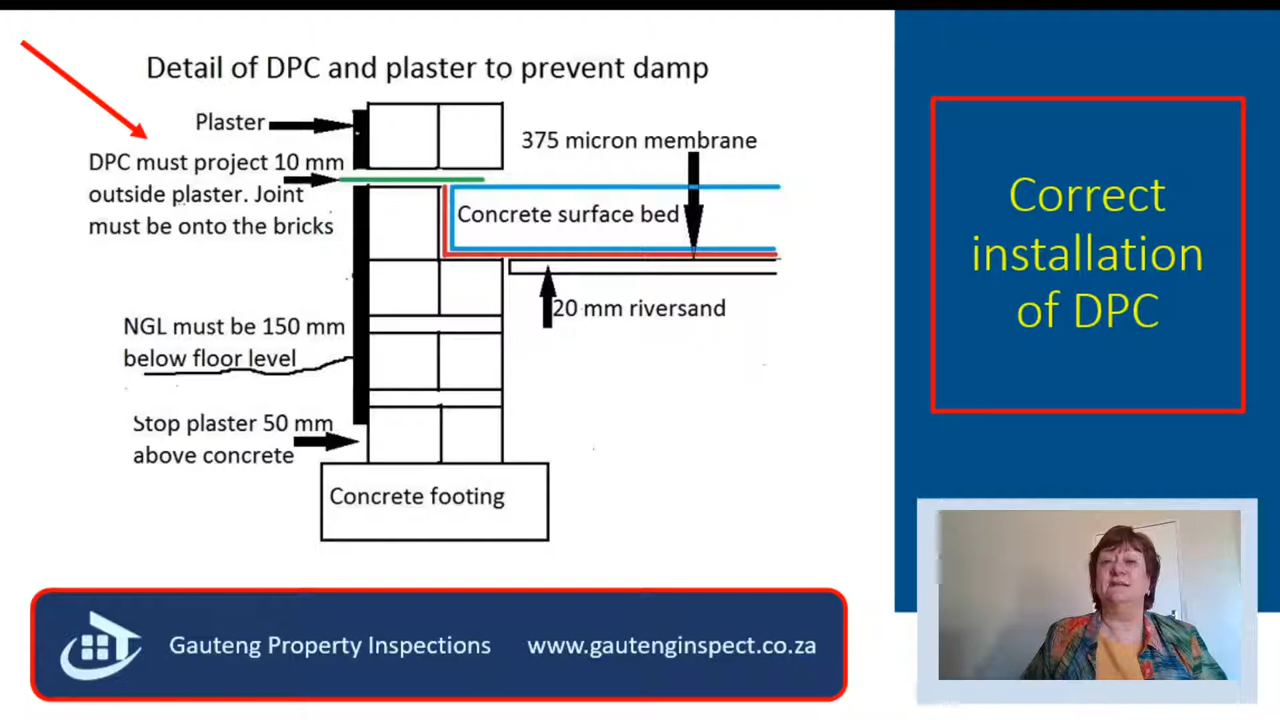 Detail of DPC and plaster to prevent damp
Plaster
DPC must project 10 mm
outside plaster. Joint
must be onto the bricks
375 micron membrane
Concrete surface bed
20 mm riversand
NGL must be 150 mm
below floor level
Stop plaster 50 mm
above concrete
Concrete footing
Correct
installation
of DPC
Gauteng Property Inspections www.gautenginspect.co.za